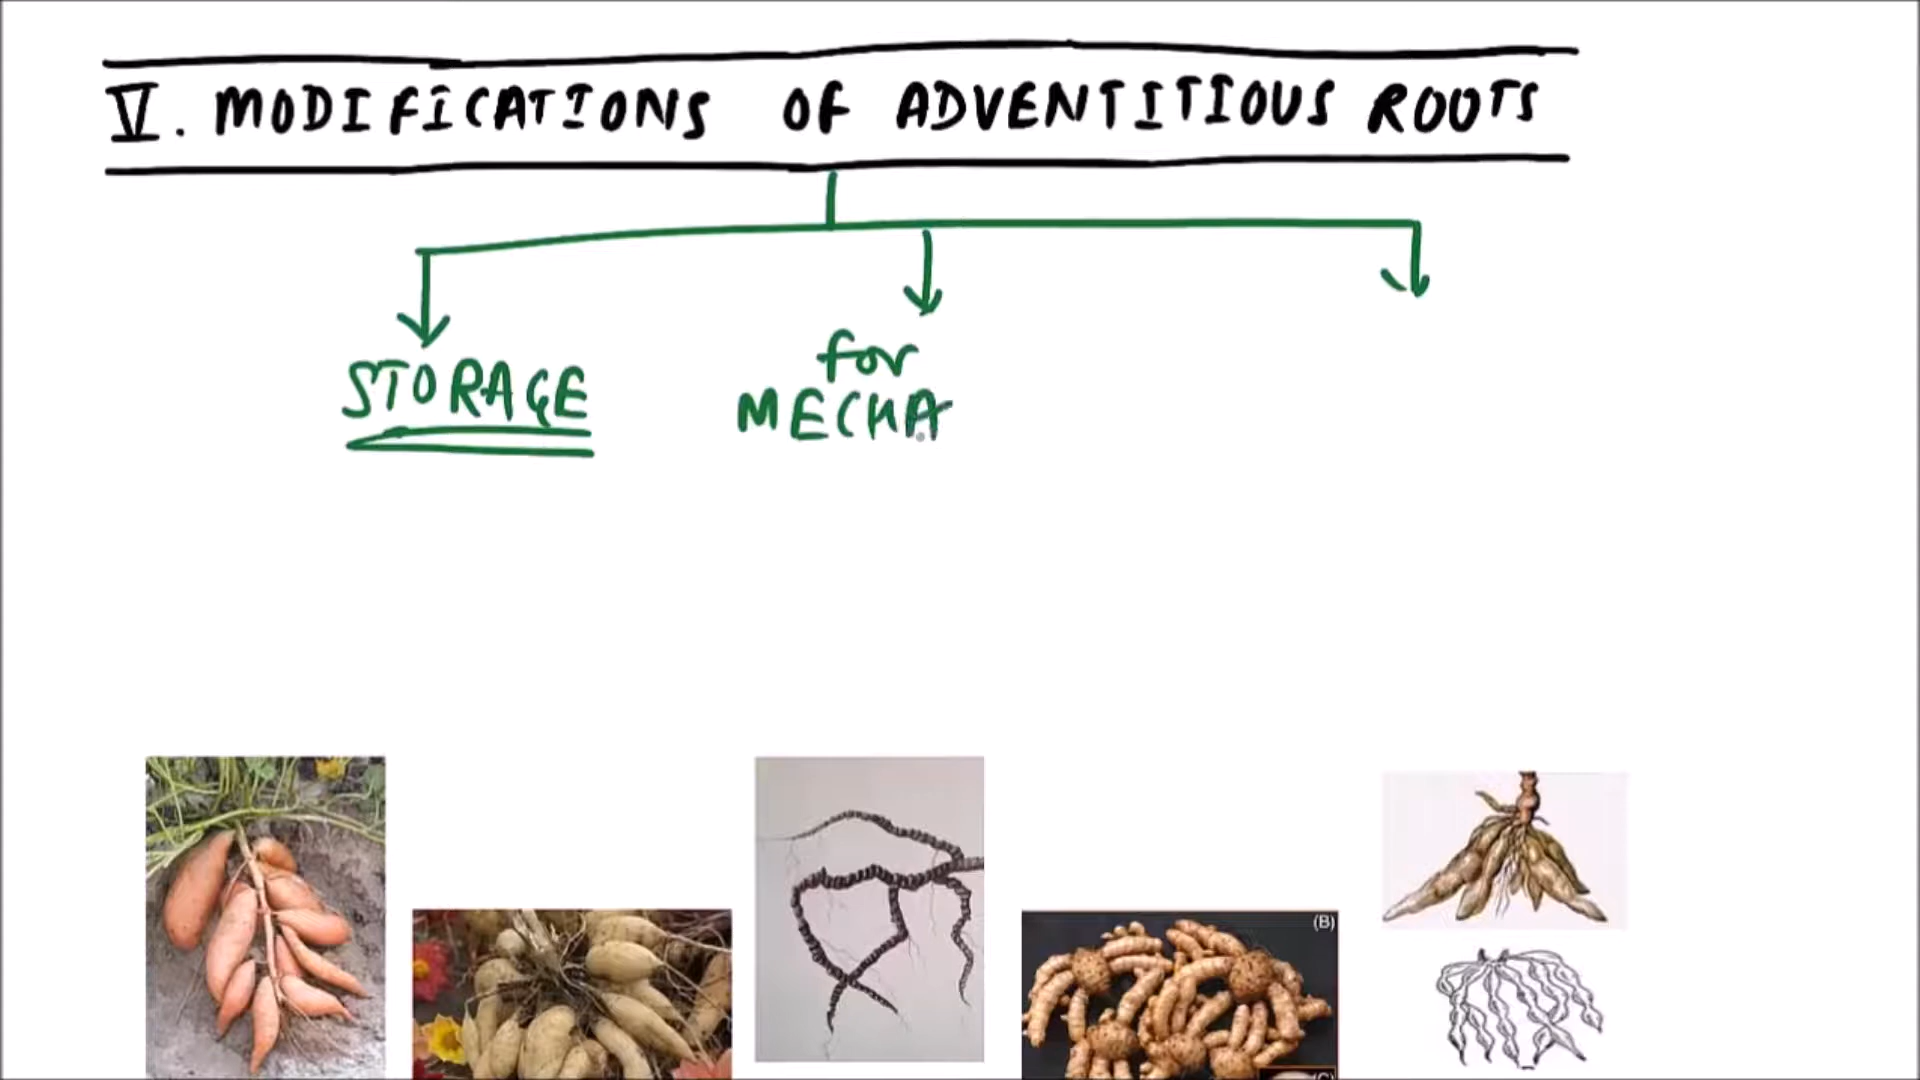 V. MODIFICATIONS OF ADVENTITIOUS ROOTS
STORAGE
for
MECHA
(B)
(C)